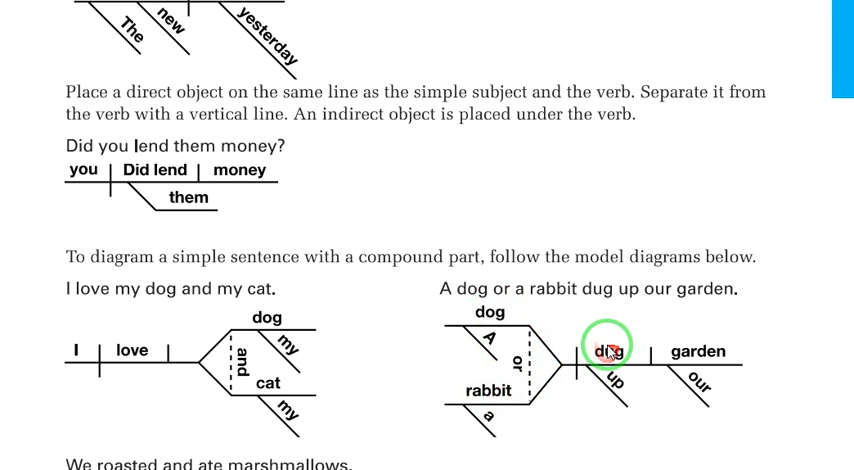 The new yesterday
Place a direct object on the same line as the simple subject and the verb. Separate it from
the verb with a vertical line. An indirect object is placed under the verb.
Did you lend them money?
you Did lend money
them
To diagram a simple sentence with a compound part, follow the model diagrams below.
I love my dog and my cat.
I love
dog
my
and
cat
my
A dog or a rabbit dug up our garden.
dog
A
or
rabbit
a
dug garden
up our
We roasted and ate marshmallows.